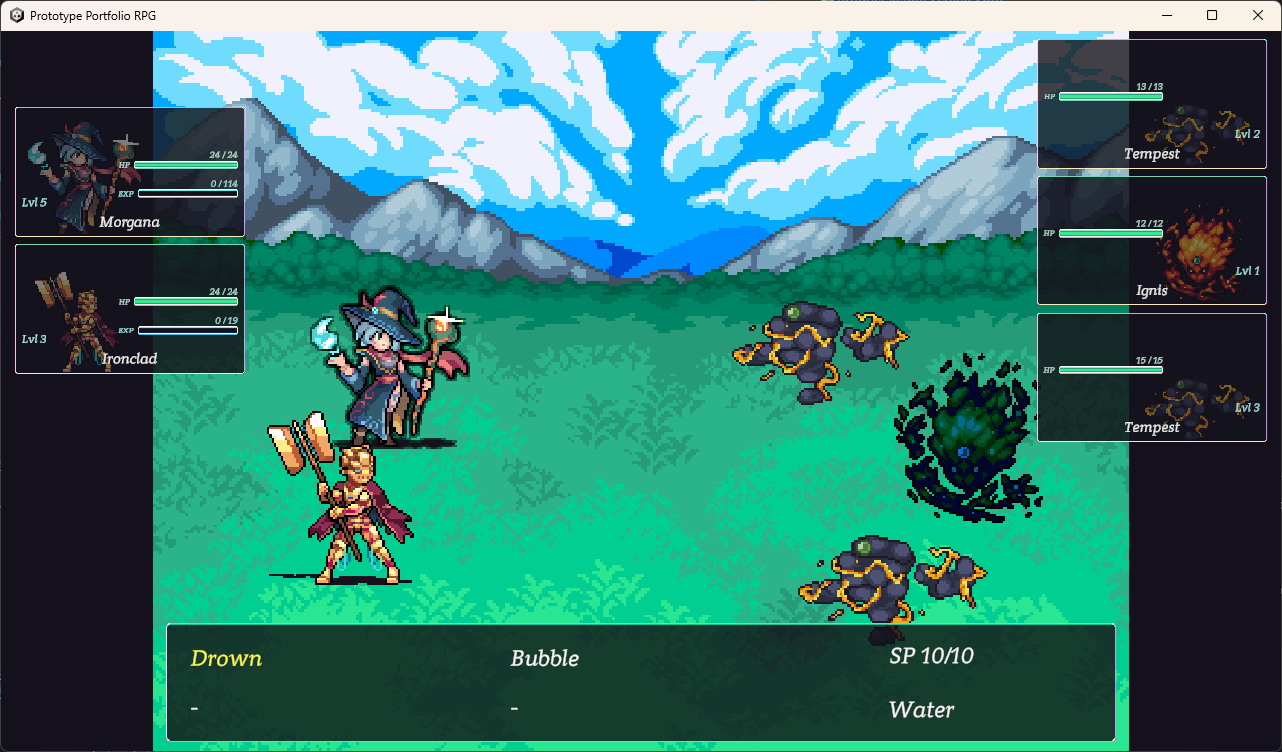 Prototype Portfolio RPG
24 / 24
HP
0 / 114
EXP
Lvl 5
Morgana
24 / 24
HP
0 / 19
EXP
Lvl 3
Ironclad
13 / 13
HP
Lvl 2
Tempest
12 / 12
HP
Lvl 1
Ignis
15 / 15
HP
Lvl 3
Tempest
Drown Bubble SP 10/10
- - Water